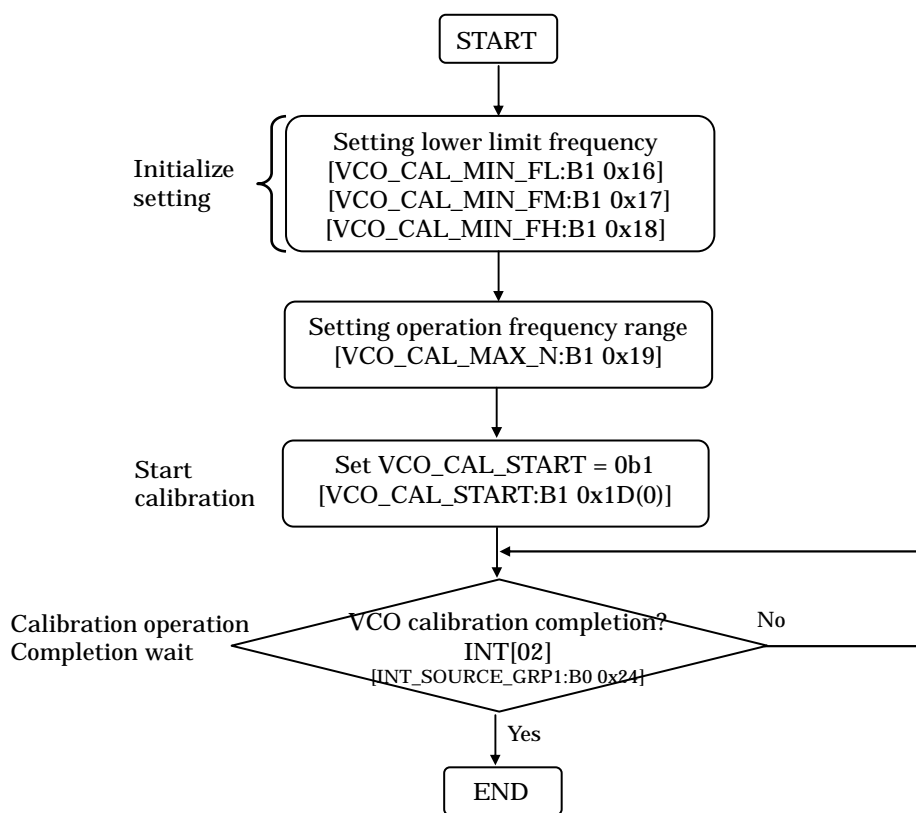 START
Initialize
setting
Setting lower limit frequency
[VCO_CAL_MIN_FL:B1 0x16]
[VCO_CAL_MIN_FM:B1 0x17]
[VCO_CAL_MIN_FH:B1 0x18]
Setting operation frequency range
[VCO_CAL_MAX_N:B1 0x19]
Start
calibration
Set VCO_CAL_START = 0b1
[VCO_CAL_START:B1 0x1D(0)]
Calibration operation
Completion wait
VCO calibration completion?
INT[02]
[INT_SOURCE_GRP1:B0 0x24]
No
Yes
END